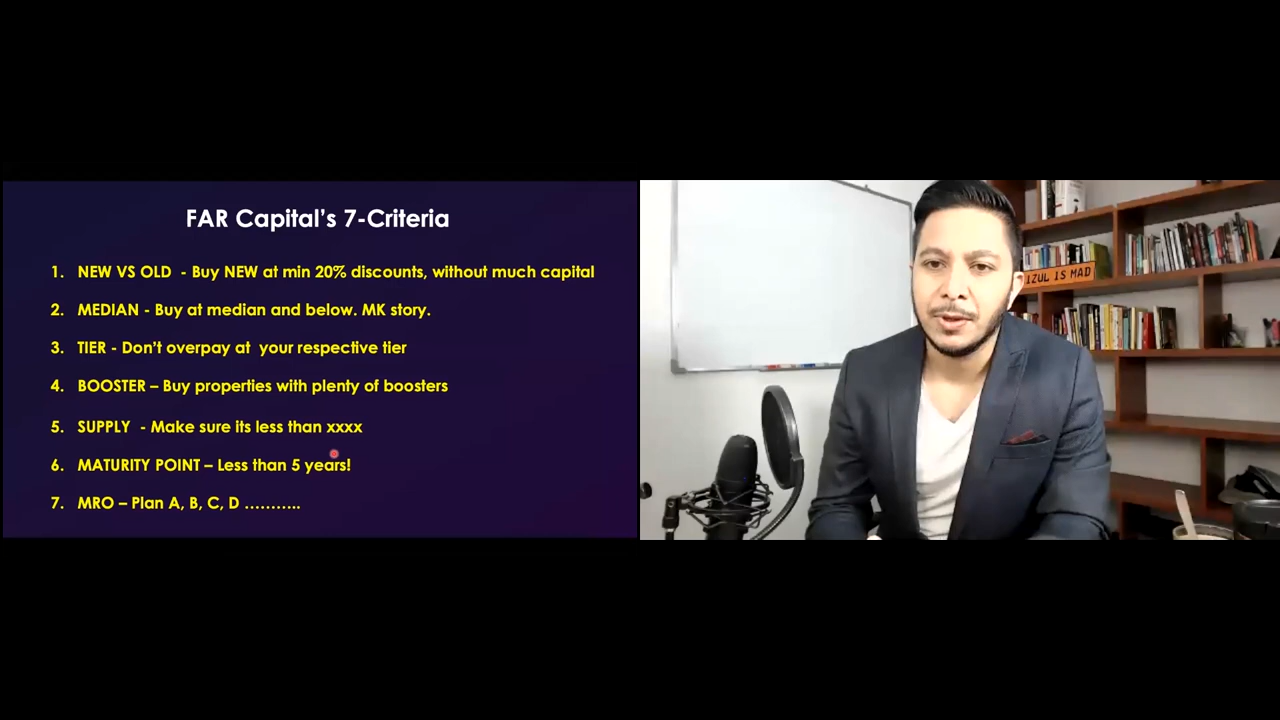 FAR Capital's 7-Criteria
1. NEW VS OLD - Buy NEW at min 20% discounts, without much capital
2. MEDIAN - Buy at median and below. MK story.
3. TIER - Don't overpay at your respective tier
4. BOOSTER – Buy properties with plenty of boosters
5. SUPPLY - Make sure its less than xxxx
6. MATURITY POINT – Less than 5 years!
7. MRO – Plan A, B, C, D ………..
IZUL IS MAD